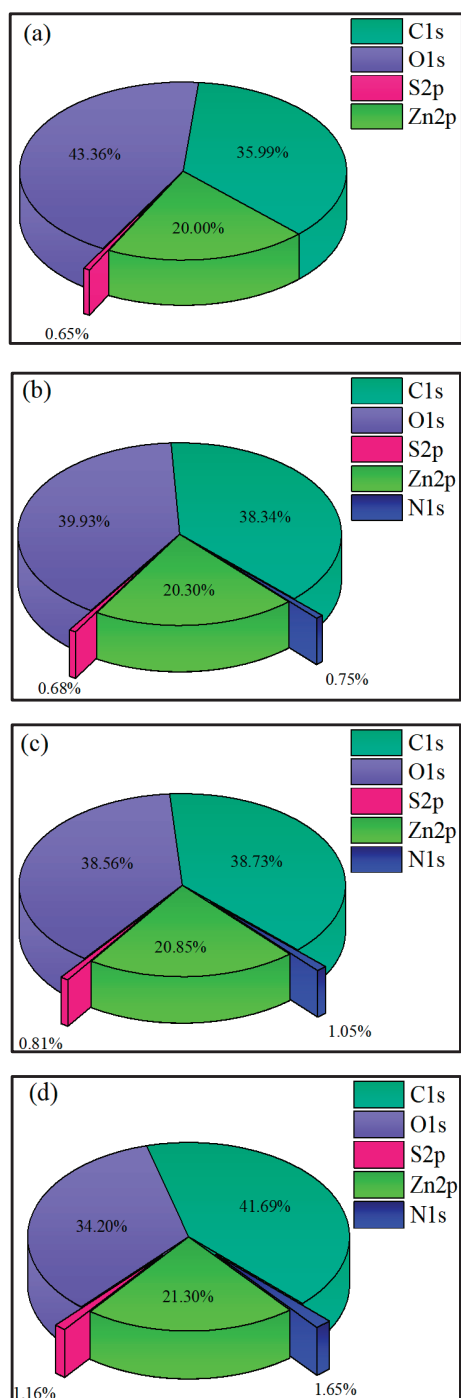 (a)
C1s
O1s
S2p
Zn2p
43.36%
35.99%
20.00%
0.65%
(b)
C1s
O1s
S2p
Zn2p
N1s
39.93%
38.34%
20.30%
0.68%
0.75%
(c)
C1s
O1s
S2p
Zn2p
N1s
38.56%
38.73%
20.85%
0.81%
1.05%
(d)
C1s
O1s
S2p
Zn2p
N1s
34.20%
41.69%
21.30%
1.16%
1.65%